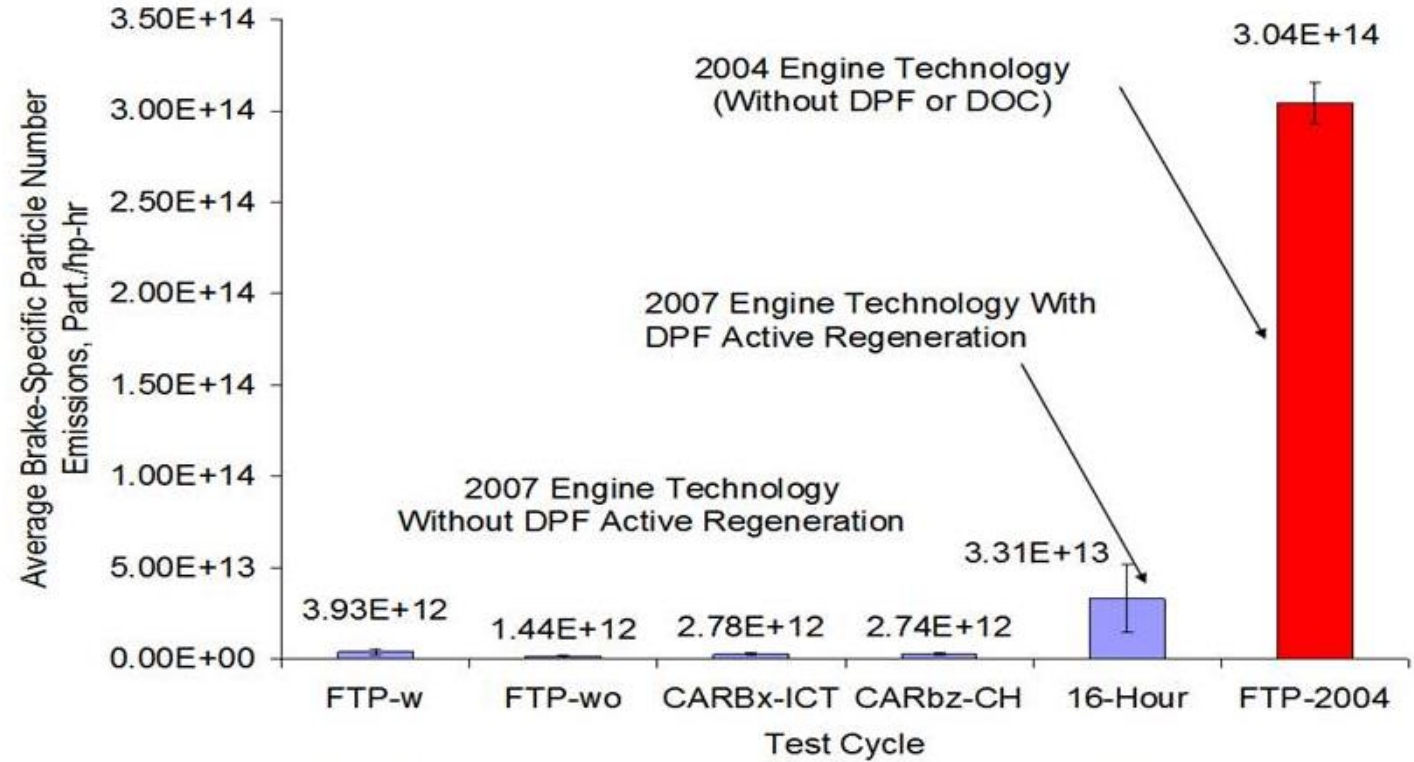 Average Brake-Specific Particle Number
Emissions, Part./hp-hr
3.50E+14
3.00E+14
2.50E+14
2.00E+14
1.50E+14
1.00E+14
5.00E+13
0.00E+00
3.04E+14
2004 Engine Technology
(Without DPF or DOC)
2007 Engine Technology With
DPF Active Regeneration
2007 Engine Technology
Without DPF Active Regeneration
3.93E+12
1.44E+12
2.78E+12
2.74E+12
3.31E+13
FTP-w
FTP-wo
CARBx-ICT
CARbz-CH
16-Hour
FTP-2004
Test Cycle